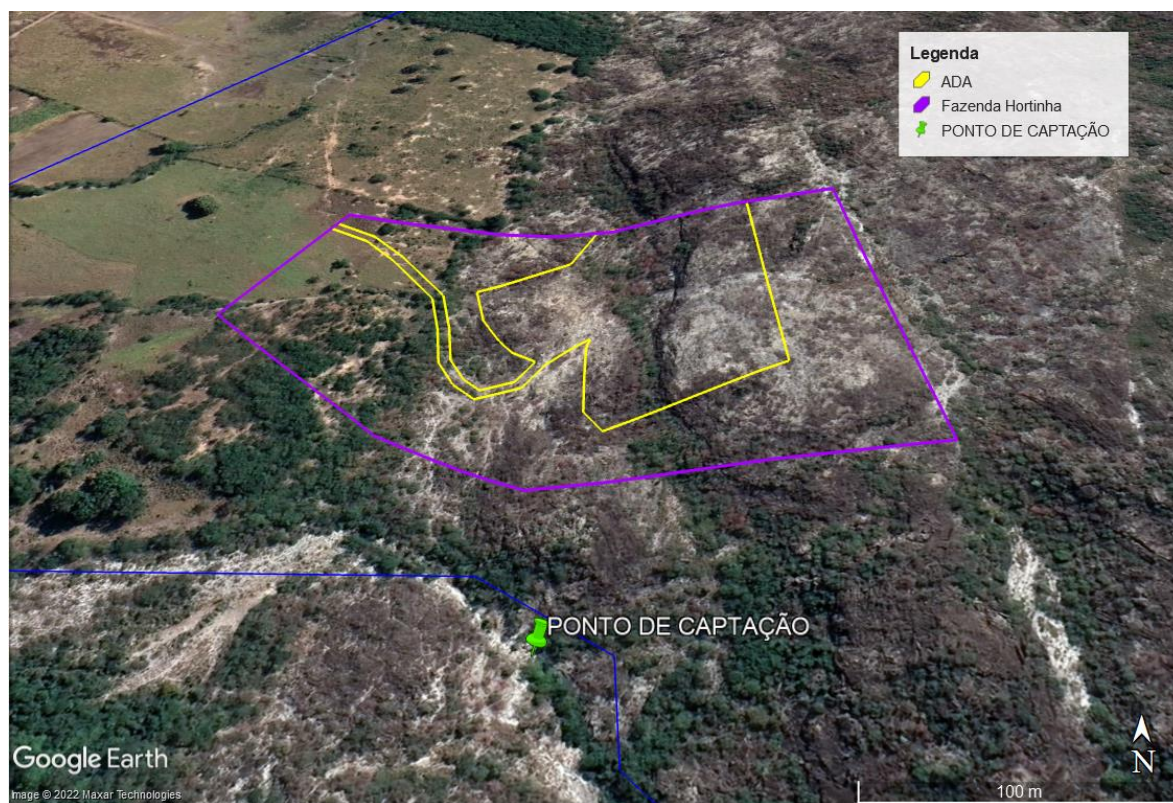 Legenda
ADA
Fazenda Hortinha
PONTO DE CAPTAÇÃO
PONTO DE CAPTAÇÃO
Google Earth
N
Image © 2022 Maxar Technologies
100 m